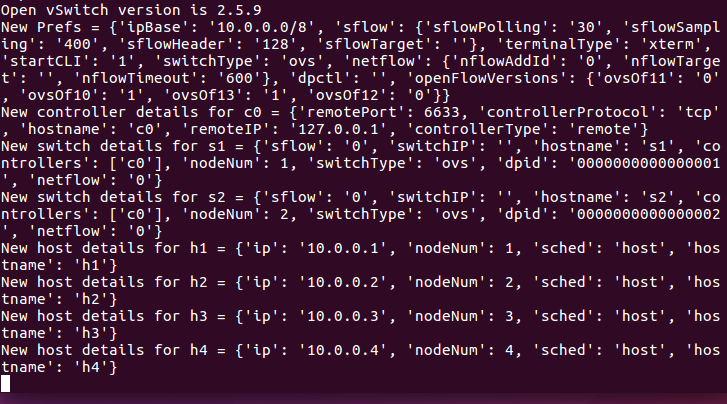 Open vSwitch version is 2.5.9
New Prefs = {'ipBase': '10.0.0.0/8', 'sflow': {'sflowPolling': '30', 'sflowSampl
ing': '400', 'sflowHeader': '128', 'sflowTarget': ''}, 'terminalType': 'xterm',
'startCLI': '1', 'switchType': 'ovs', 'netflow': {'nflowAddId': '0', 'nflowTarge
t': '', 'nflowTimeout': '600'}, 'dpctl': '', 'openFlowVersions': {'ovsOf11': '0'
, 'ovsOf10': '1', 'ovsOf13': '1', 'ovsOf12': '0'}}
New controller details for c0 = {'remotePort': 6633, 'controllerProtocol': 'tcp'
, 'hostname': 'c0', 'remoteIP': '127.0.0.1', 'controllerType': 'remote'}
New switch details for s1 = {'sflow': '0', 'switchIP': '', 'hostname': 's1', 'co
ntrollers': ['c0'], 'nodeNum': 1, 'switchType': 'ovs', 'dpid': '0000000000000001
', 'netflow': '0'}
New switch details for s2 = {'sflow': '0', 'switchIP': '', 'hostname': 's2', 'co
ntrollers': ['c0'], 'nodeNum': 2, 'switchType': 'ovs', 'dpid': '0000000000000002
', 'netflow': '0'}
New host details for h1 = {'ip': '10.0.0.1', 'nodeNum': 1, 'sched': 'host', 'hos
tname': 'h1'}
New host details for h2 = {'ip': '10.0.0.2', 'nodeNum': 2, 'sched': 'host', 'hos
tname': 'h2'}
New host details for h3 = {'ip': '10.0.0.3', 'nodeNum': 3, 'sched': 'host', 'hos
tname': 'h3'}
New host details for h4 = {'ip': '10.0.0.4', 'nodeNum': 4, 'sched': 'host', 'hos
tname': 'h4'}